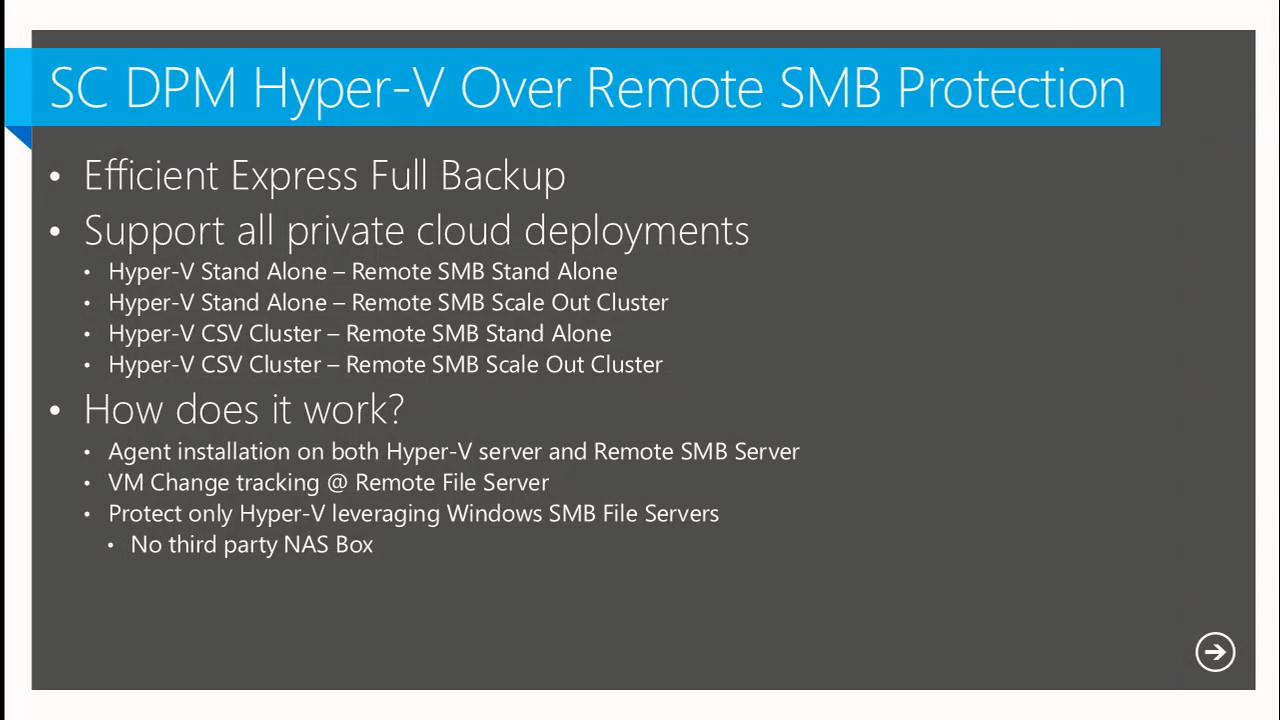 SC DPM Hyper-V Over Remote SMB Protection
• Efficient Express Full Backup
• Support all private cloud deployments
• Hyper-V Stand Alone – Remote SMB Stand Alone
• Hyper-V Stand Alone – Remote SMB Scale Out Cluster
• Hyper-V CSV Cluster – Remote SMB Stand Alone
• Hyper-V CSV Cluster – Remote SMB Scale Out Cluster
• How does it work?
• Agent installation on both Hyper-V server and Remote SMB Server
• VM Change tracking @ Remote File Server
• Protect only Hyper-V leveraging Windows SMB File Servers
• No third party NAS Box